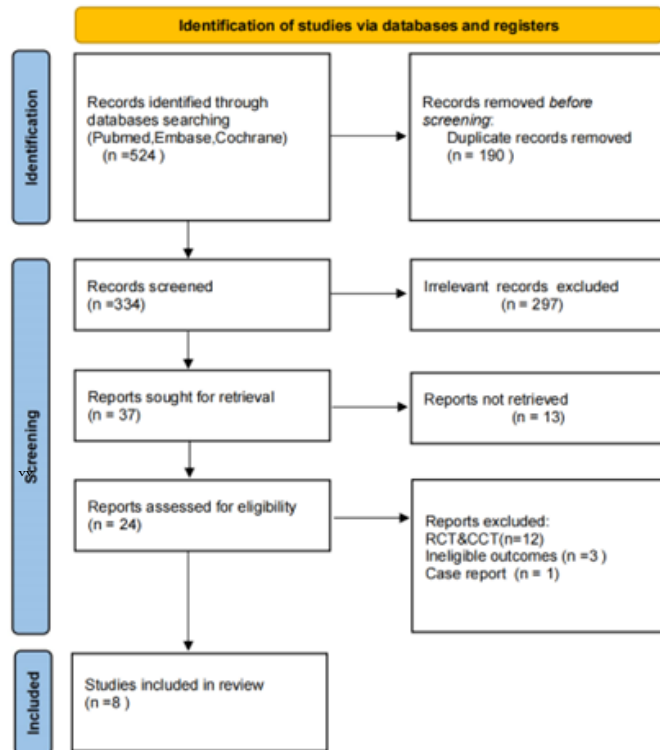 Identification of studies via databases and registers
Identification
Records identified through
databases searching
(Pubmed,Embase,Cochrane)
(n =524 )
Records removed before
screening:
Duplicate records removed
(n = 190 )
Screening
Records screened
(n =334)
Irrelevant records excluded
(n = 297)
Reports sought for retrieval
(n = 37)
Reports not retrieved
(n = 13)
Reports assessed for eligibility
(n = 24)
Reports excluded:
RCT&CCT(n=12)
Ineligible outcomes (n =3 )
Case report (n = 1)
Included
Studies included in review
(n =8 )